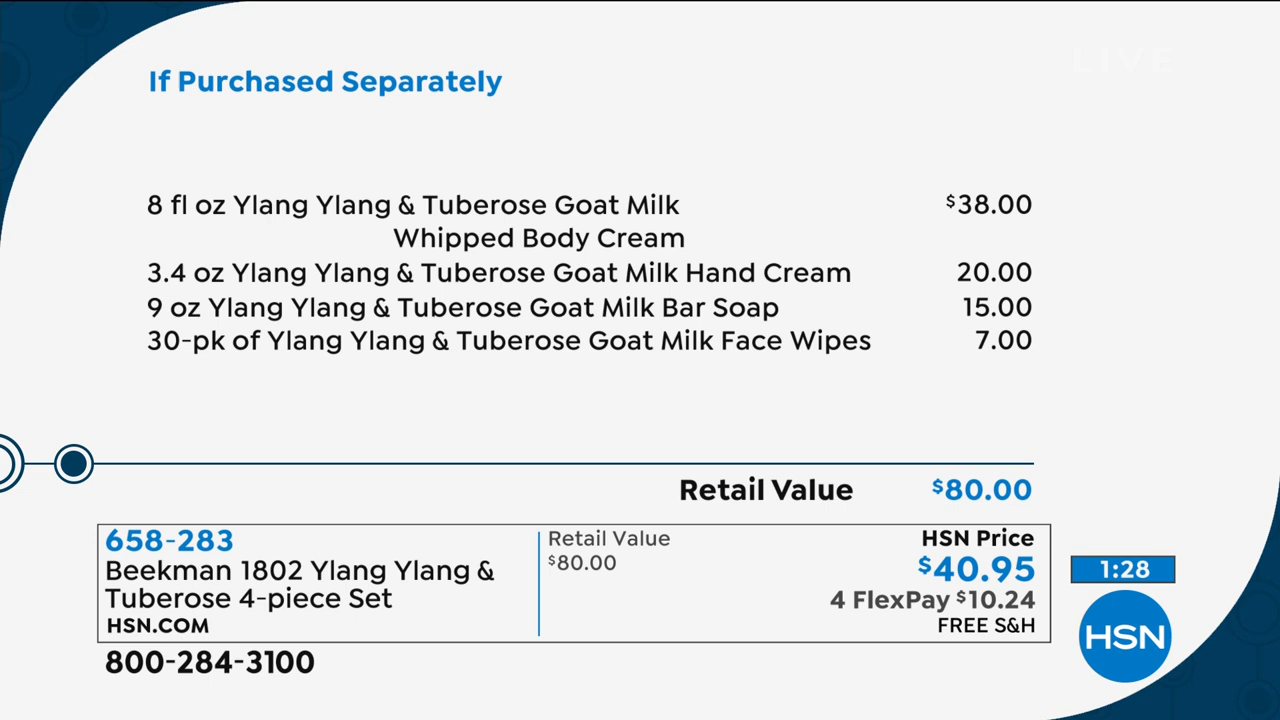 LIVE
If Purchased Separately
8 fl oz Ylang Ylang & Tuberose Goat Milk $38.00
Whipped Body Cream
3.4 oz Ylang Ylang & Tuberose Goat Milk Hand Cream 20.00
9 oz Ylang Ylang & Tuberose Goat Milk Bar Soap 15.00
30-pk of Ylang Ylang & Tuberose Goat Milk Face Wipes 7.00
Retail Value $80.00
658-283
Beekman 1802 Ylang Ylang &
Tuberose 4-piece Set
HSN.COM
Retail Value
$80.00
HSN Price
$40.95
4 FlexPay $10.24
FREE S&H
1:28
HSN
800-284-3100